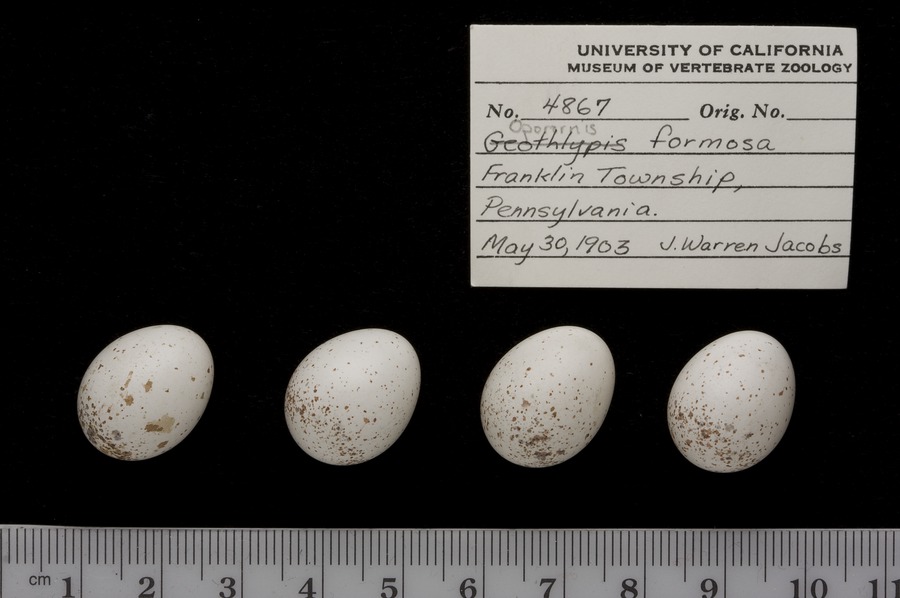 UNIVERSITY OF CALIFORNIA
MUSEUM OF VERTEBRATE ZOOLOGY
No. 4867 Orig. No.
Oporornis
Geothlypis formosa
Franklin Township,
Pennsylvania.
May 30, 1903 J. Warren Jacobs
cm 1 2 3 4 5 6 7 8 9 10 11